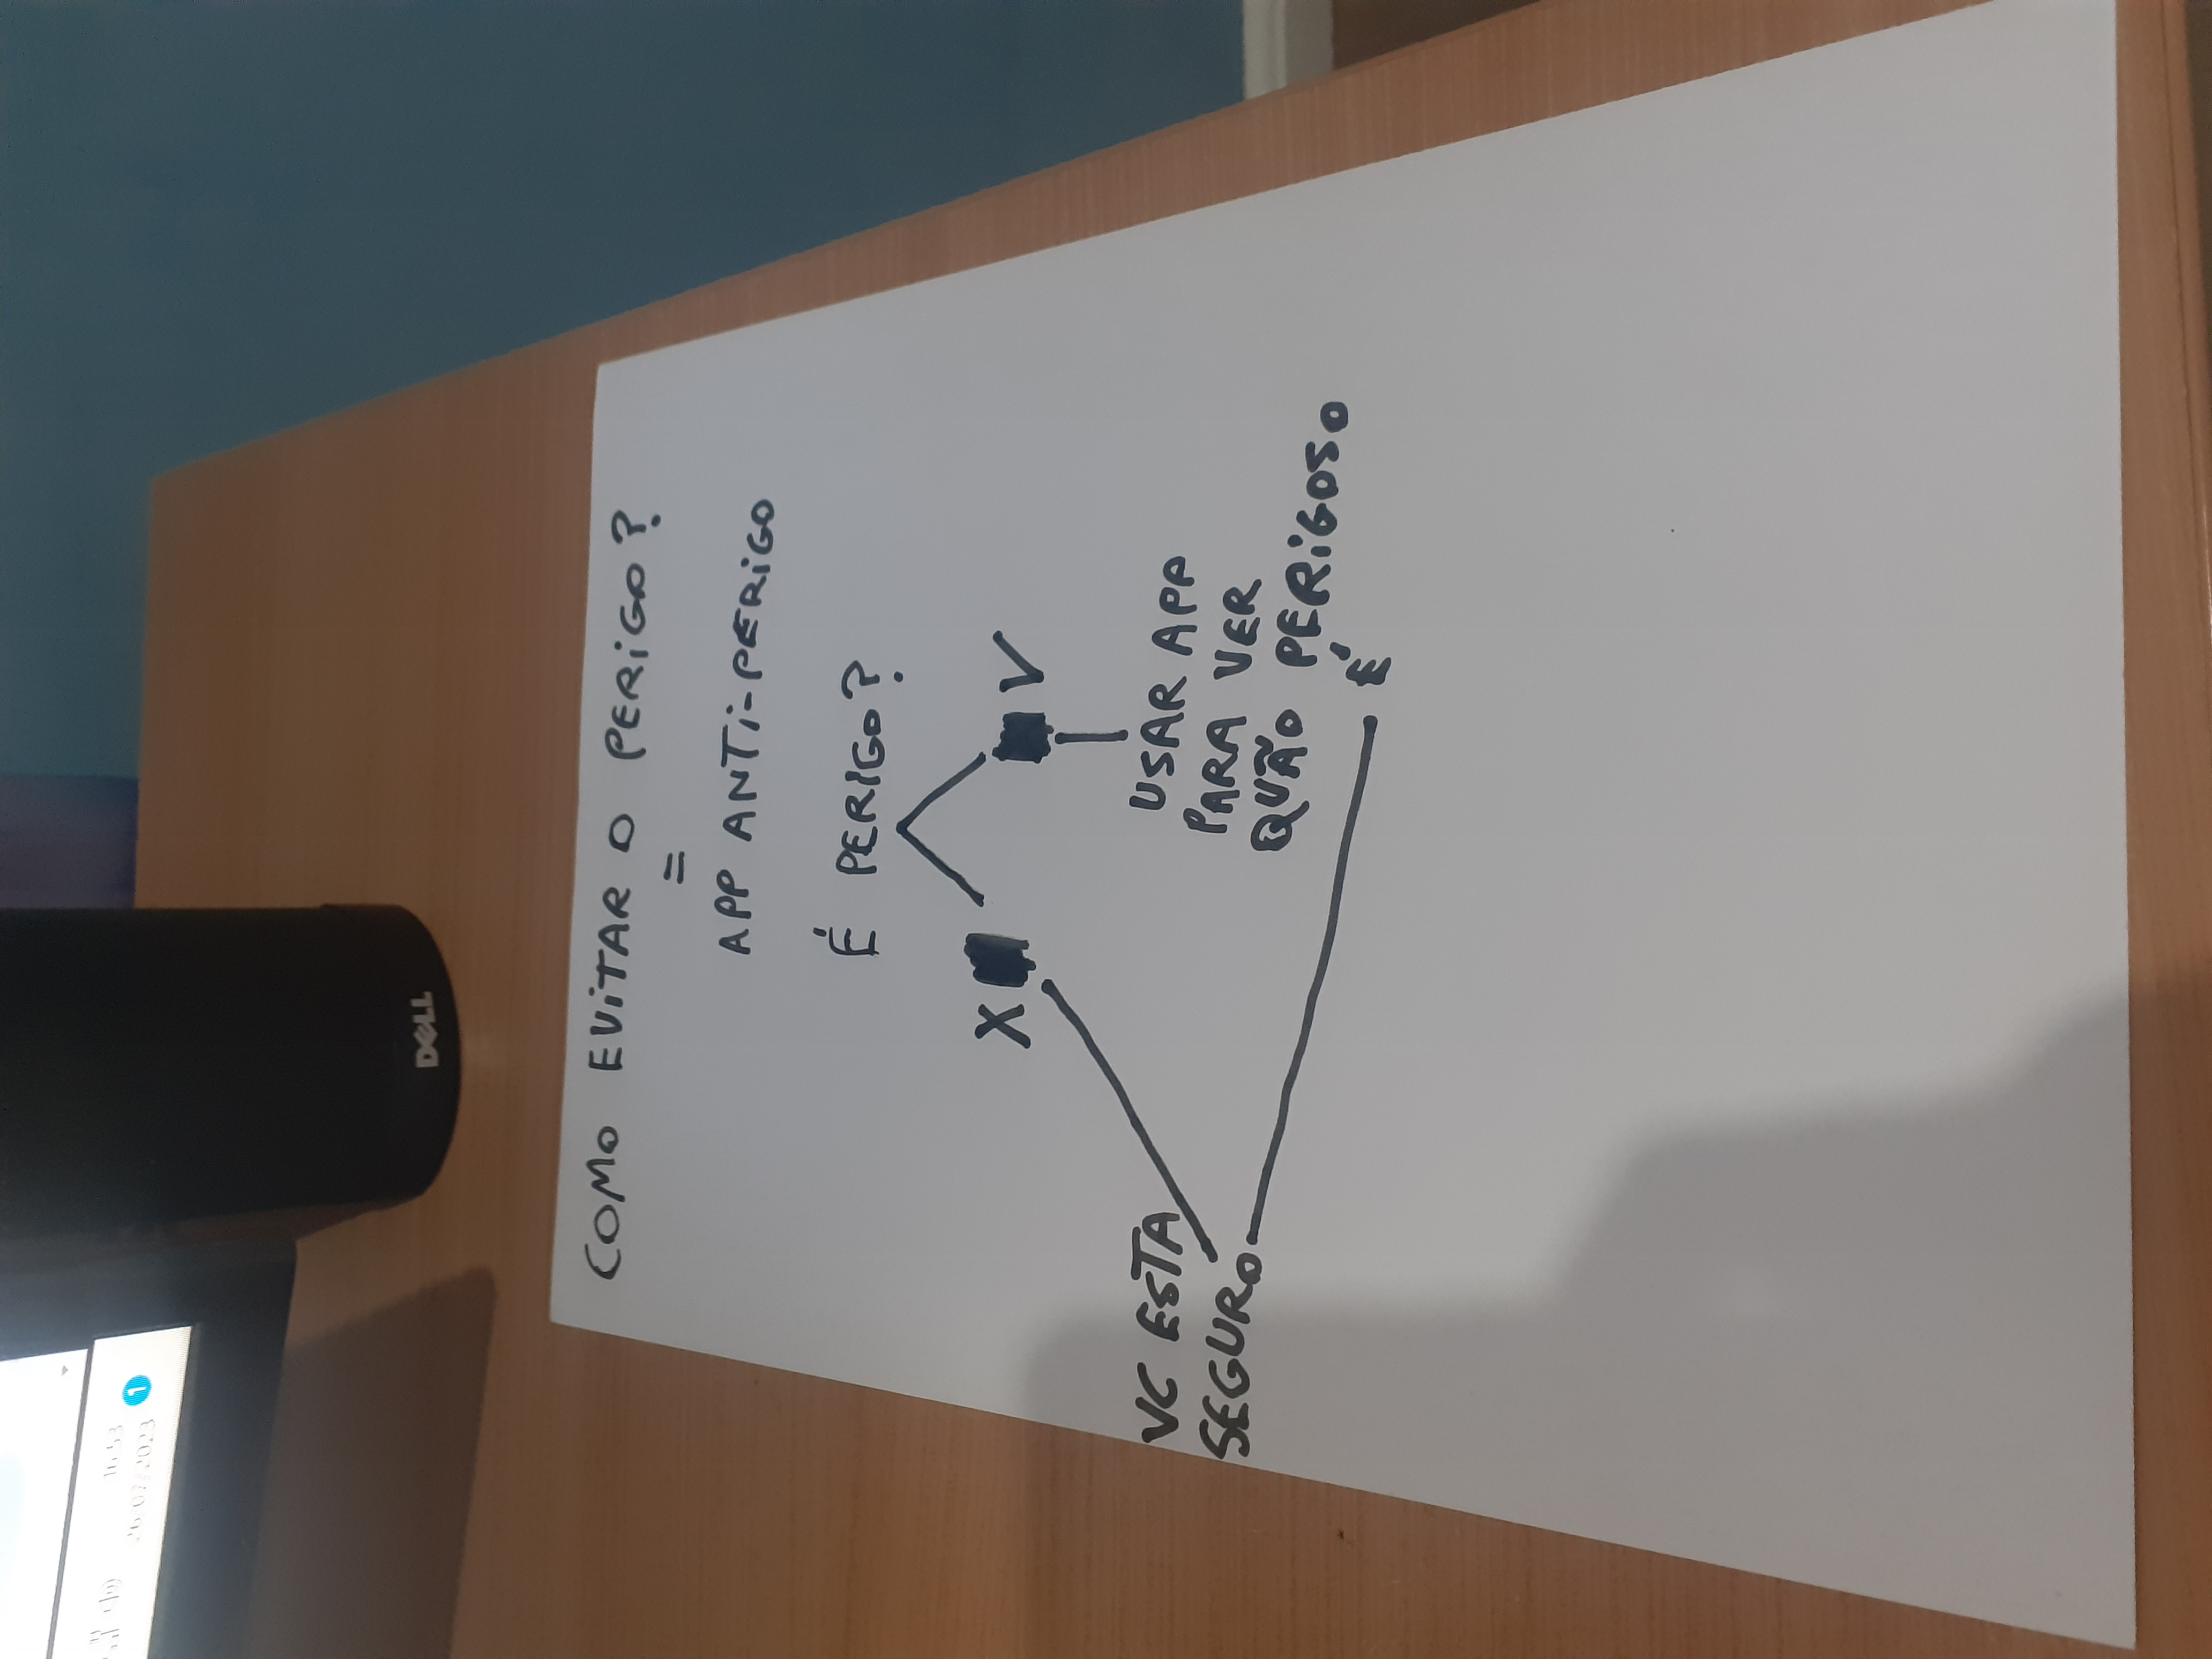 16:53
26/07/2023
1
DELL
COMO EVITAR O PERIGO?
=
APP ANTI-PERIGO
É PERIGO?
X V
VC ESTA
SEGURO
USAR APP
PARA VER
QUÃO PERIGOSO
É